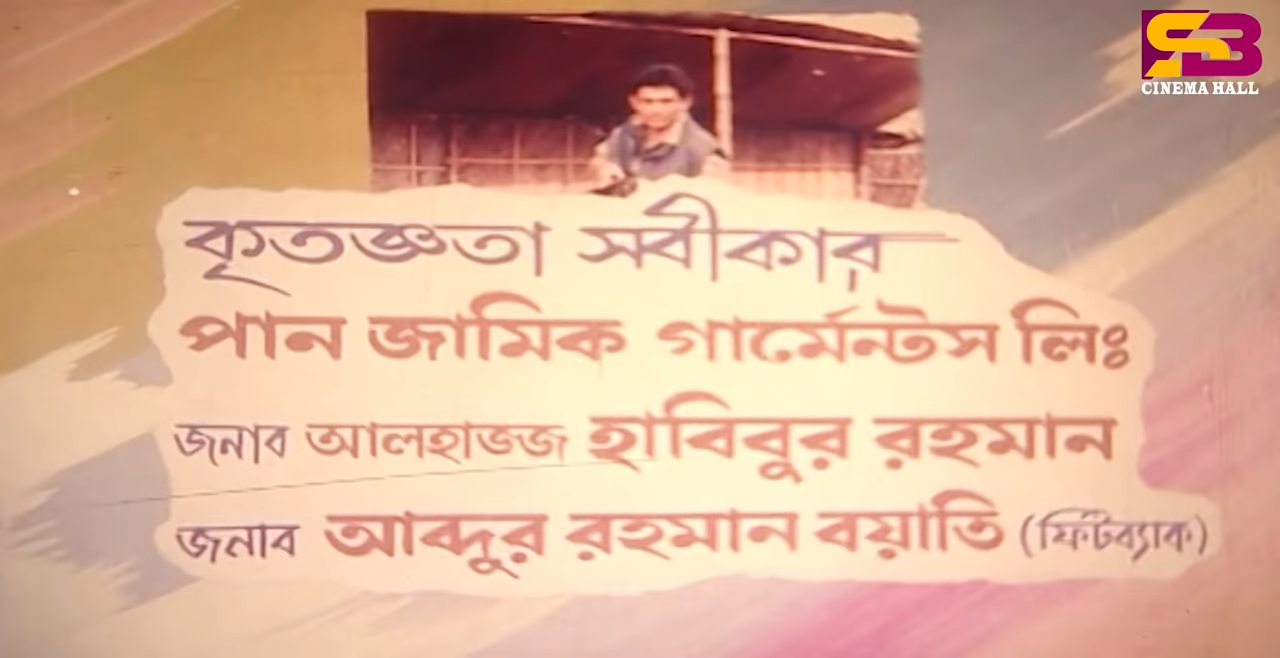 SB
CINEMA HALL
কৃতজ্ঞতা সবীকার
পান জামিক গার্মেন্টস লিঃ
জনাব আলহাজ্জ হাবিবুর রহমান
জনাব আব্দুর রহমান বয়াতি (ফিটব্যাক)